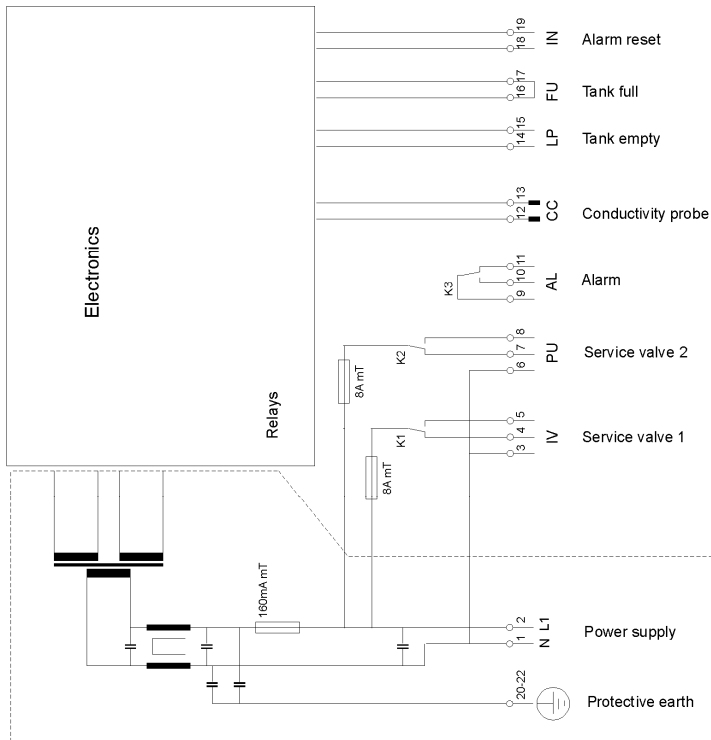 19
18
IN
Alarm reset
17
16
FU
Tank full
15
14
LP
Tank empty
13
12
CC
Conductivity probe
Electronics
11
10
9
K3
AL
Alarm
8
7
6
K2
PU
Service valve 2
8A mT
5
4
3
K1
IV
Service valve 1
8A mT
Relays
160mA mT
2
1
L1
N
Power supply
20-22
Protective earth